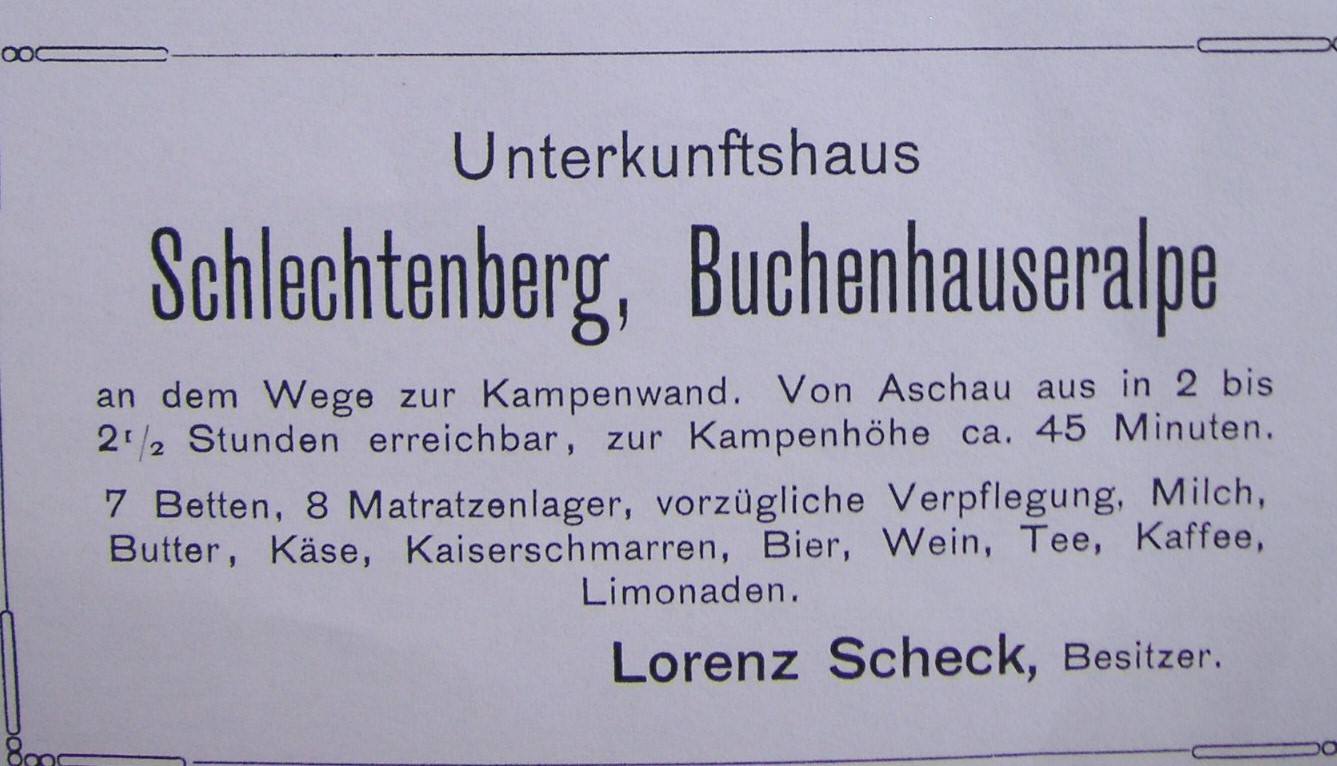 Unterkunftshaus
Schlechtenberg, Buchenhauseralpe
an dem Wege zur Kampenwand. Von Aschau aus in 2 bis
2 1/2 Stunden erreichbar, zur Kampenhöhe ca. 45 Minuten.
7 Betten, 8 Matratzenlager, vorzügliche Verpflegung, Milch,
Butter, Käse, Kaiserschmarren, Bier, Wein, Tee, Kaffee,
Limonaden.
Lorenz Scheck, Besitzer.